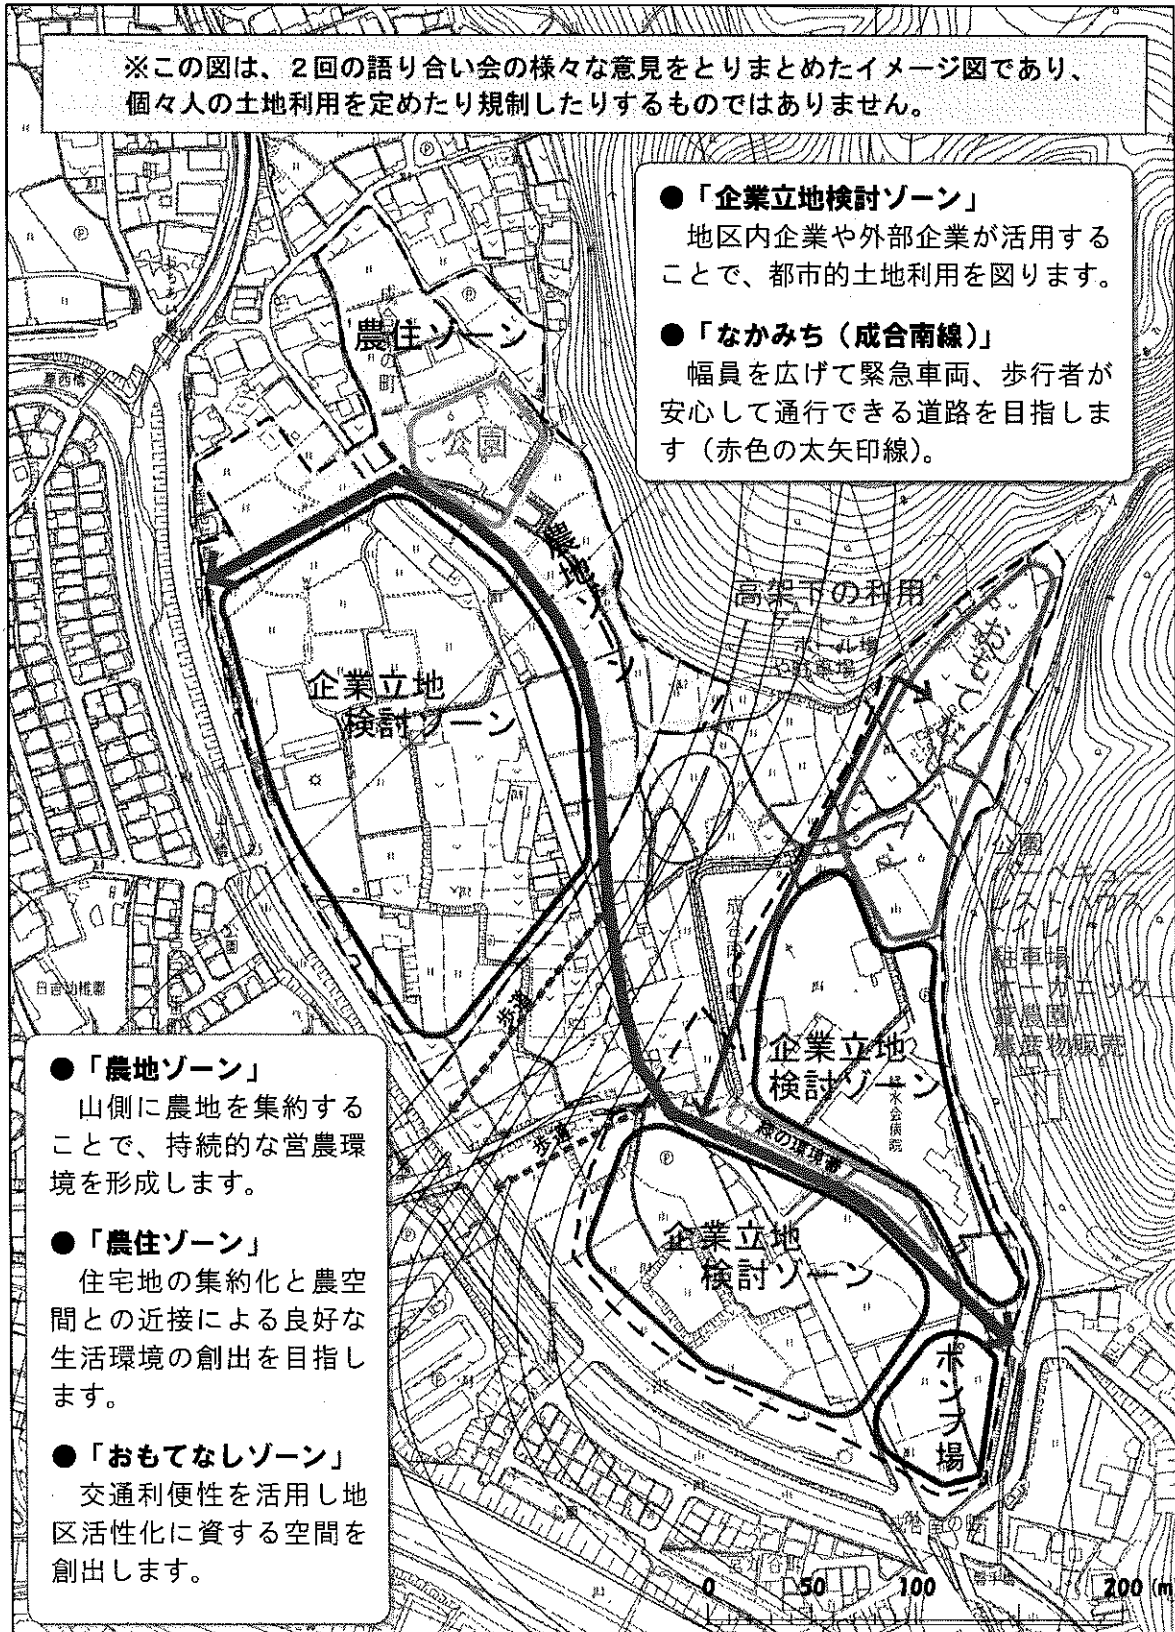 ※この図は、2回の語り合い会の様々な意見をとりまとめたイメージ図であり、
個々人の土地利用を定めたり規制したりするものではありません。
●「企業立地検討ゾーン」
地区内企業や外部企業が活用する
ことで、都市的土地利用を図ります。
●「なかみち(成合南線)」
幅員を広げて緊急車両、歩行者が
安心して通行できる道路を目指しま
す(赤色の太矢印線)。
農住ゾーン
公園
農地ゾーン
高架下の利用
企業立地
検討ゾーン
公園
駐車場
農産物販売
日吉幼稚園
歩道
歩道
企業立地
検討ゾーン
緑の環境帯
企業立地
検討ゾーン
ポンプ場
●「農地ゾーン」
山側に農地を集約する
ことで、持続的な営農環
境を形成します。
●「農住ゾーン」
住宅地の集約化と農空
間との近接による良好な
生活環境の創出を目指し
ます。
●「おもてなしゾーン」
交通利便性を活用し地
区活性化に資する空間を
創出します。
0 50 100 200 (m